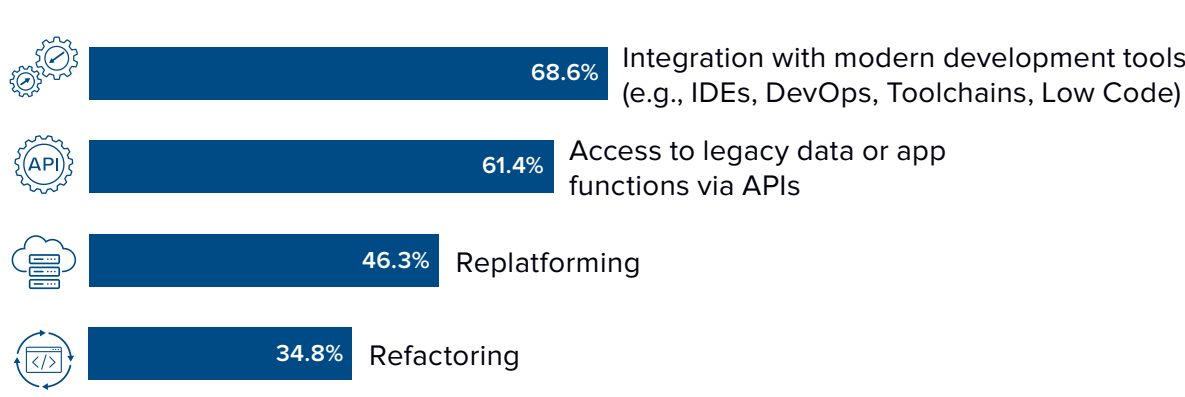 68.6%
Integration with modern development tools
(e.g., IDEs, DevOps, Toolchains, Low Code)
API
61.4%
Access to legacy data or app
functions via APIs
46.3%
Replatforming
</>
34.8%
Refactoring